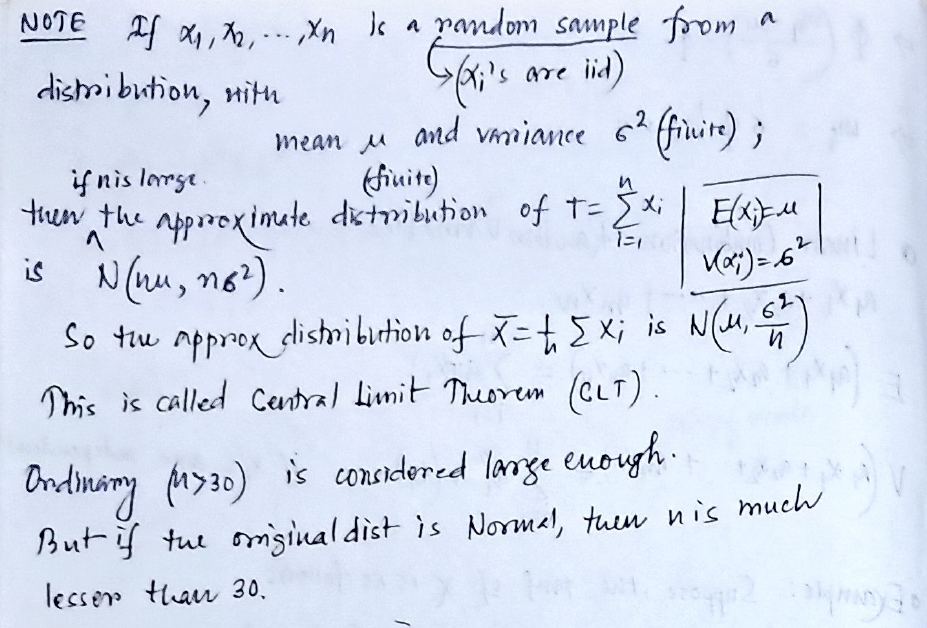 NOTE If x₁, x₂, ..., xn is a random sample from a
(xi's are iid)
distribution, with
mean μ and variance σ² (finite) ;
if n is large. (finite)
then ^ the approximate distribution of T = Σ_{i=1}^{n} xi | E(xi)=μ
is N(nμ, nσ²). V(xi)=σ²
So the approx distribution of X̄ = 1/n Σ xi is N(μ, σ²/n)
This is called Central Limit Theorem (CLT).
Ordinary (n>30) is considered large enough.
But if the original dist is Normal, then n is much
lesser than 30.